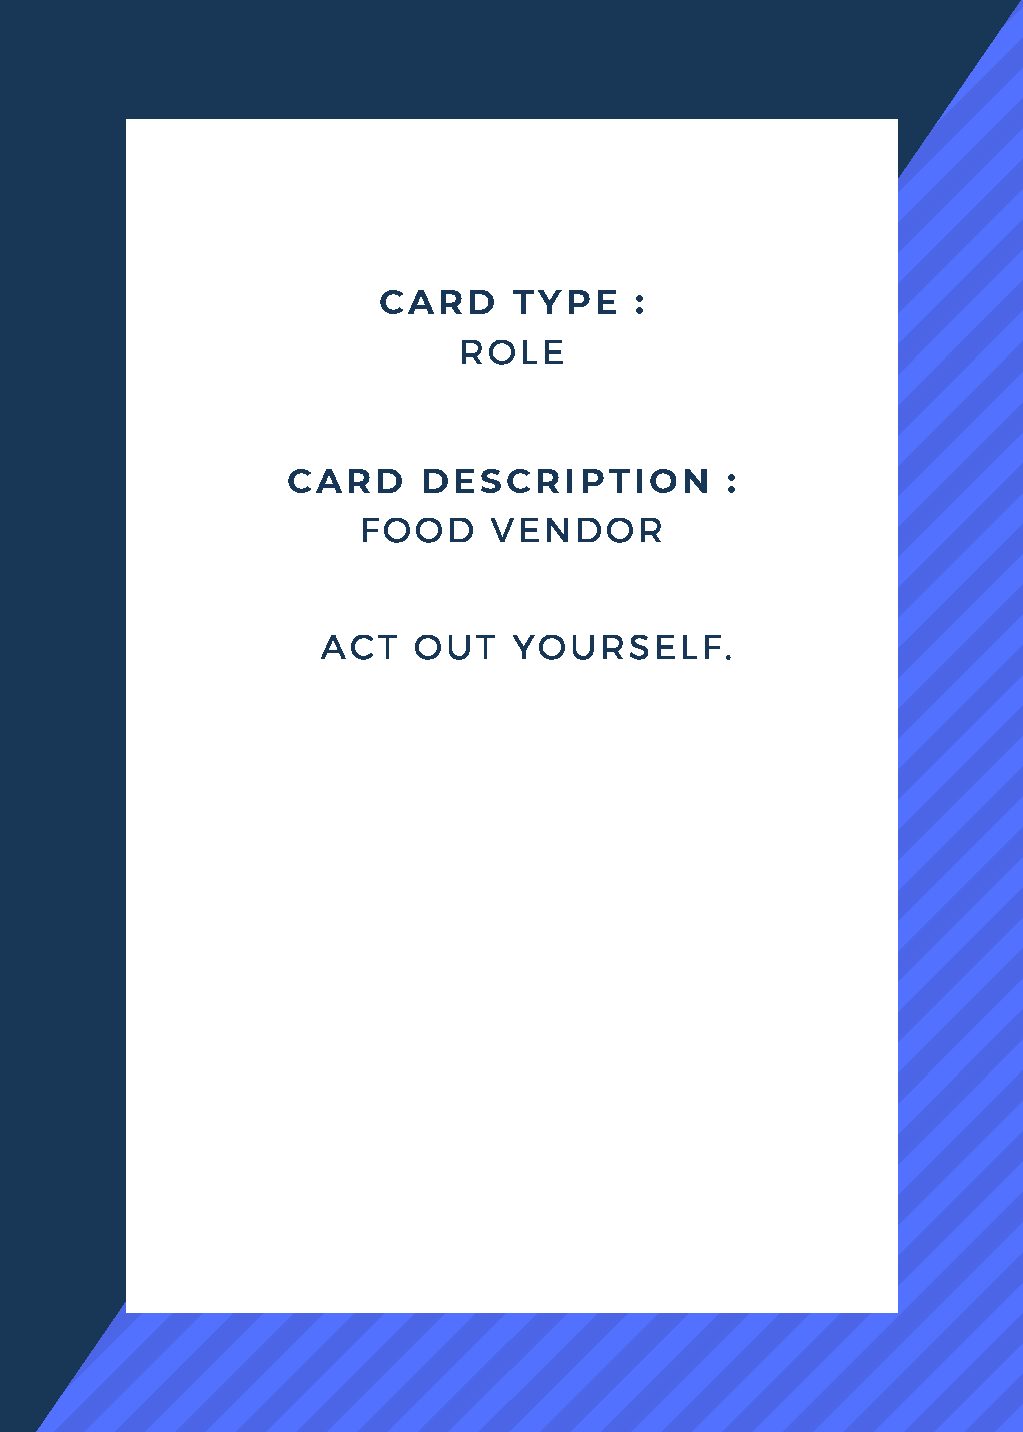 CARD TYPE :
ROLE
CARD DESCRIPTION :
FOOD VENDOR
ACT OUT YOURSELF.